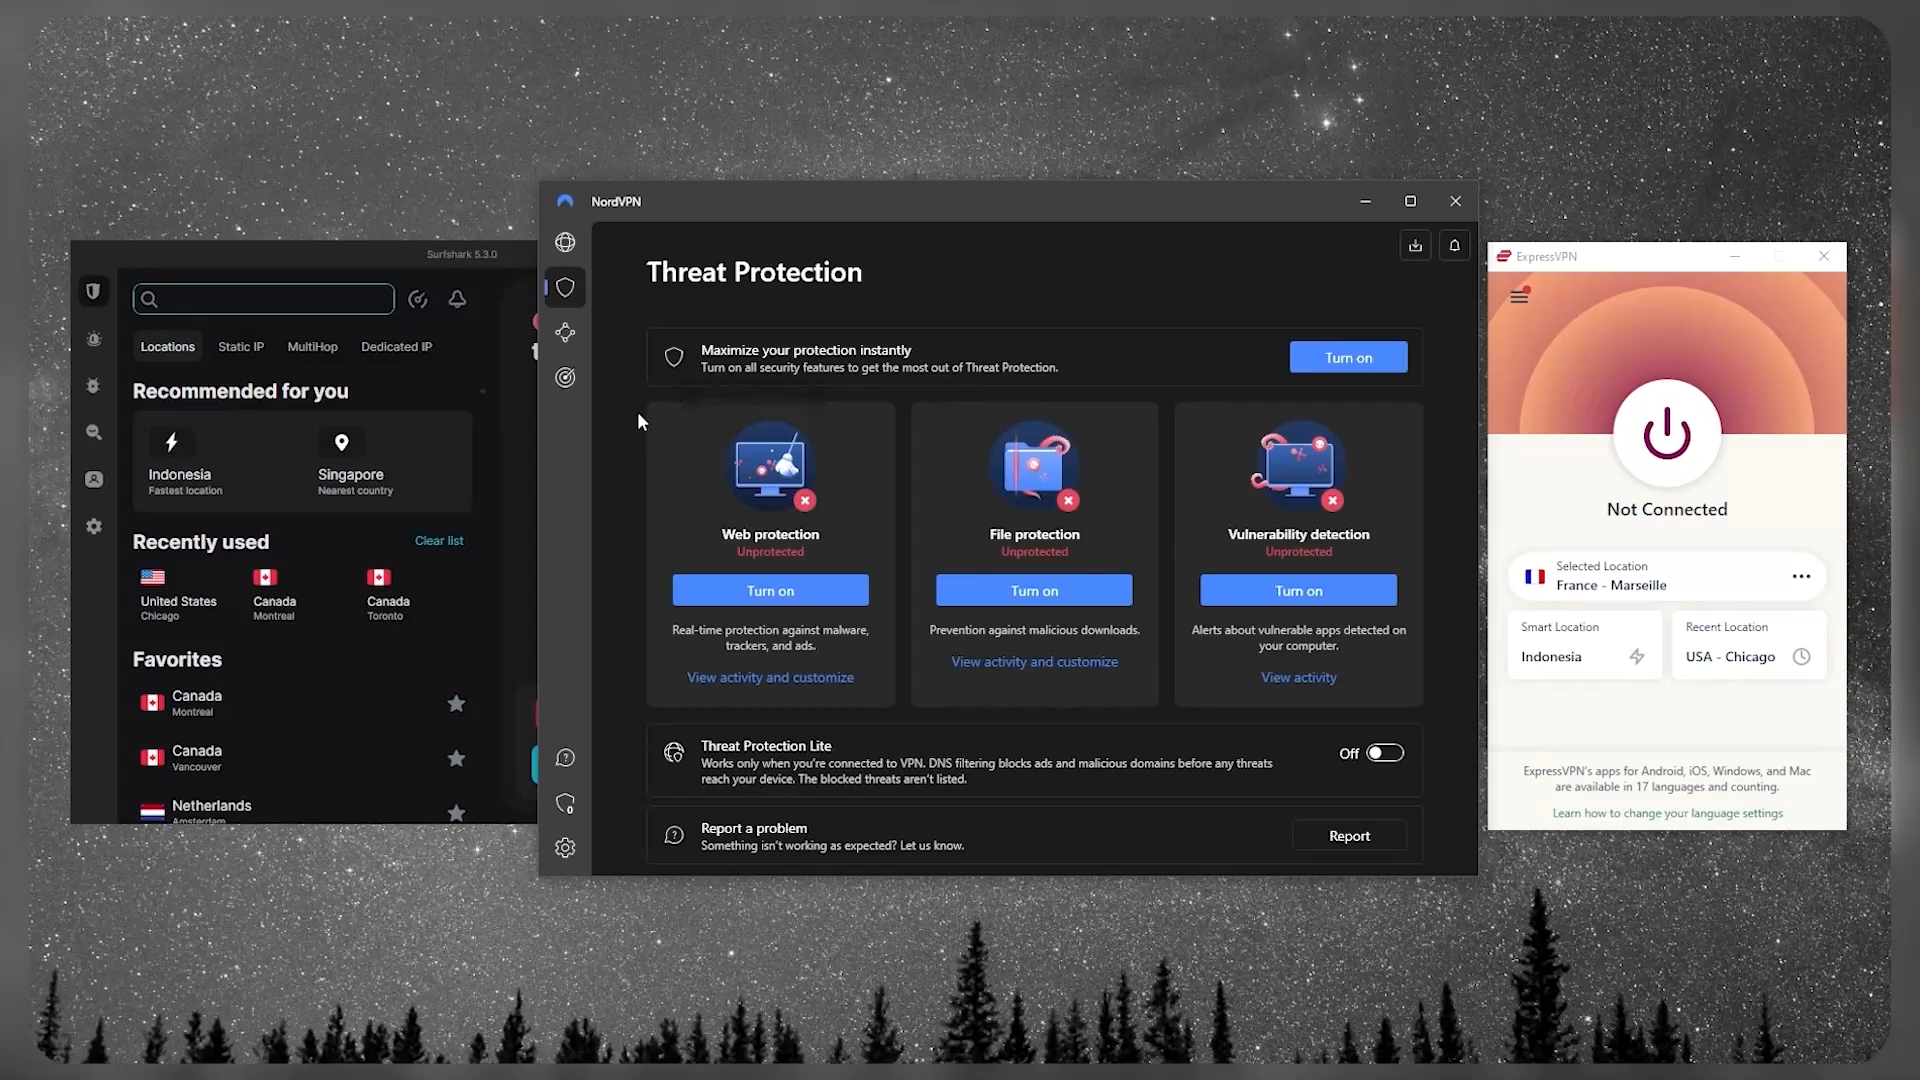 Surfshark 5.3.0
Locations
Static IP
MultiHop
Dedicated IP
Recommended for you
Indonesia
Fastest location
Singapore
Nearest country
Recently used
Clear list
United States
Chicago
Canada
Montreal
Canada
Toronto
Favorites
Canada
Montreal
Canada
Vancouver
Netherlands
Amsterdam
NordVPN
Threat Protection
Maximize your protection instantly
Turn on all security features to get the most out of Threat Protection.
Turn on
Web protection
Unprotected
Turn on
Real-time protection against malware,
trackers, and ads.
View activity and customize
File protection
Unprotected
Turn on
Prevention against malicious downloads.
View activity and customize
Vulnerability detection
Unprotected
Turn on
Alerts about vulnerable apps detected on
your computer.
View activity
Threat Protection Lite
Works only when you're connected to VPN. DNS filtering blocks ads and malicious domains before any threats
reach your device. The blocked threats aren't listed.
Off
Report a problem
Something isn't working as expected? Let us know.
Report
ExpressVPN
Not Connected
Selected Location
France - Marseille
Smart Location
Indonesia
Recent Location
USA - Chicago
ExpressVPN's apps for Android, iOS, Windows, and Mac
are available in 17 languages and counting.
Learn how to change your language settings